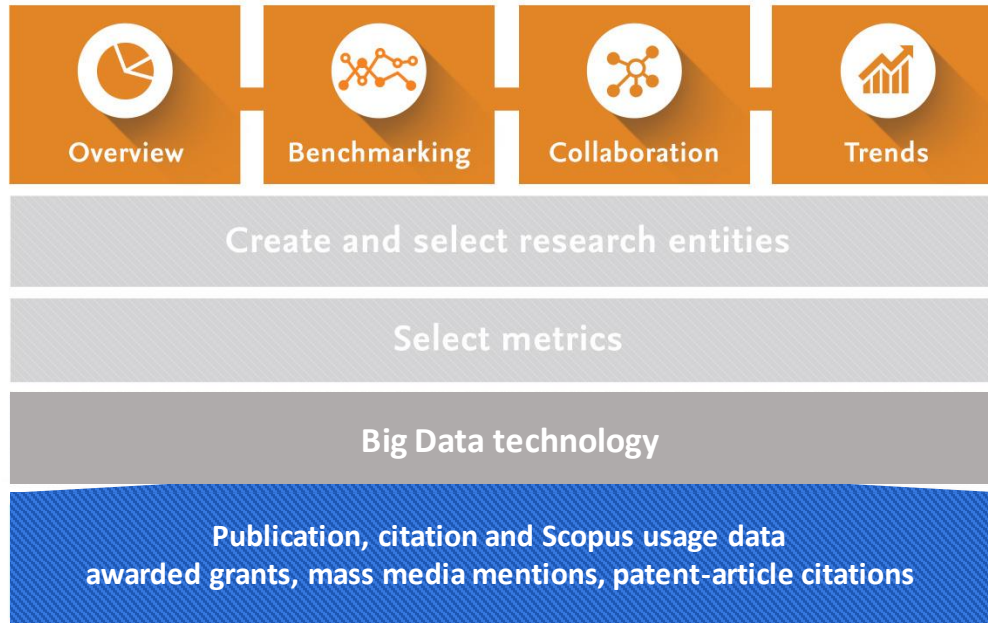 Overview
Benchmarking
Collaboration
Trends
Create and select research entities
Select metrics
Big Data technology
Publication, citation and Scopus usage data
awarded grants, mass media mentions, patent-article citations